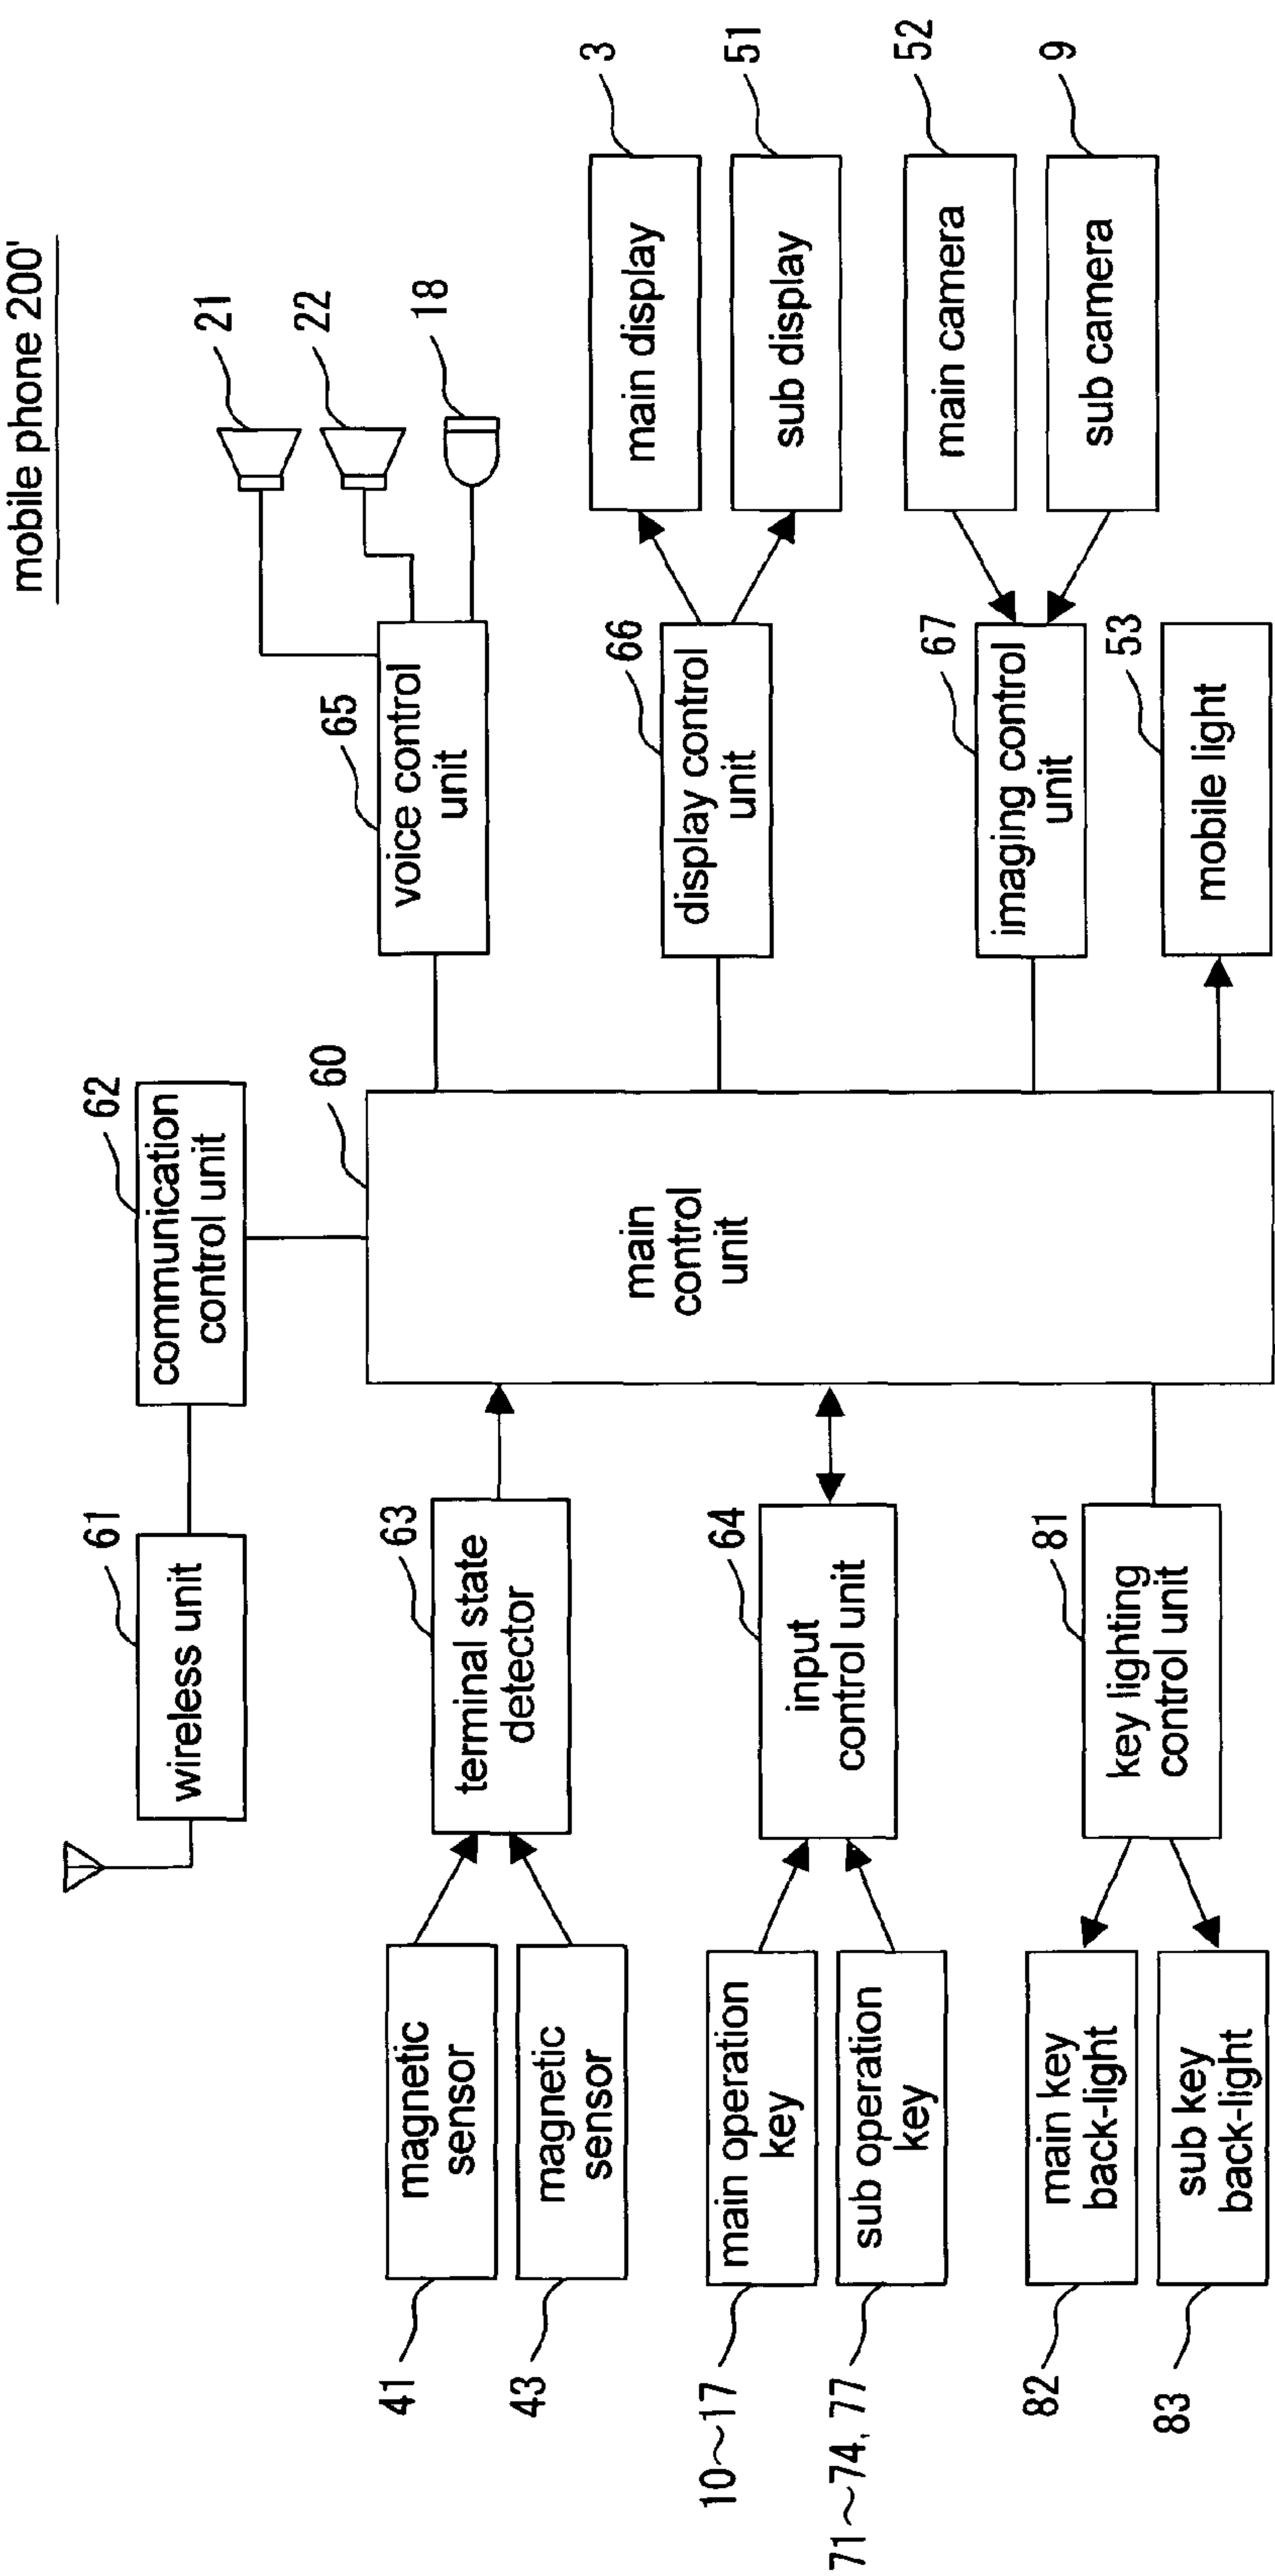 mobile phone 200'
61
wireless unit
62
communication
control unit
41
magnetic
sensor
43
magnetic
sensor
63
terminal state
detector
10～17
main operation
key
71～74, 77
sub operation
key
64
input
control unit
82
main key
back-light
83
sub key
back-light
81
key lighting
control unit
60
main
control
unit
65
voice control
unit
21
22
18
66
display control
unit
3
main display
51
sub display
67
imaging control
unit
52
main camera
9
sub camera
53
mobile light